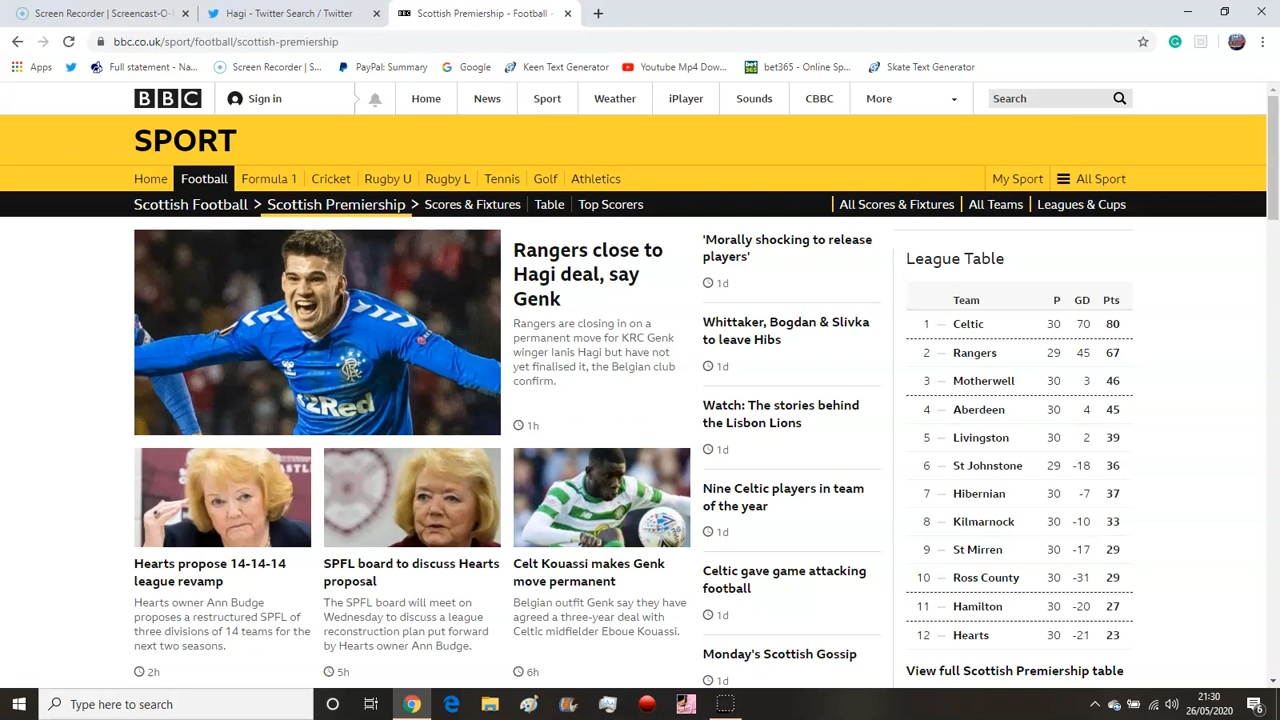 Screen Recorder | Screencast-O-
Hagi - Twitter Search / Twitter
BBC Scottish Premiership - Football -
bbc.co.uk/sport/football/scottish-premiership
Apps
Full statement - Na...
Screen Recorder | S...
PayPal: Summary
Google
Keen Text Generator
Youtube Mp4 Dow...
bet365 - Online Sp...
Skate Text Generator
BBC
Sign in
Home
News
Sport
Weather
iPlayer
Sounds
CBBC
More
Search
SPORT
Home
Football
Formula 1
Cricket
Rugby U
Rugby L
Tennis
Golf
Athletics
My Sport
All Sport
Scottish Football > Scottish Premiership >
Scores & Fixtures
Table
Top Scorers
All Scores & Fixtures
All Teams
Leagues & Cups
32Red
Rangers close to
Hagi deal, say
Genk
Rangers are closing in on a
permanent move for KRC Genk
winger Ianis Hagi but have not
yet finalised it, the Belgian club
confirm.
1h
Hearts propose 14-14-14
league revamp
Hearts owner Ann Budge
proposes a restructured SPFL of
three divisions of 14 teams for the
next two seasons.
2h
SPFL board to discuss Hearts
proposal
The SPFL board will meet on
Wednesday to discuss a league
reconstruction plan put forward
by Hearts owner Ann Budge.
5h
Celt Kouassi makes Genk
move permanent
Belgian outfit Genk say they have
agreed a three-year deal with
Celtic midfielder Eboue Kouassi.
6h
'Morally shocking to release
players'
1d
Whittaker, Bogdan & Slivka
to leave Hibs
1d
Watch: The stories behind
the Lisbon Lions
1d
Nine Celtic players in team
of the year
1d
Celtic gave game attacking
football
1d
Monday's Scottish Gossip
1d
League Table
Team P GD Pts
1 Celtic 30 70 80
2 Rangers 29 45 67
3 Motherwell 30 3 46
4 Aberdeen 30 4 45
5 Livingston 30 2 39
6 St Johnstone 29 -18 36
7 Hibernian 30 -7 37
8 Kilmarnock 30 -10 33
9 St Mirren 30 -17 29
10 Ross County 30 -31 29
11 Hamilton 30 -20 27
12 Hearts 30 -21 23
View full Scottish Premiership table
Type here to search
21:30
26/05/2020
6